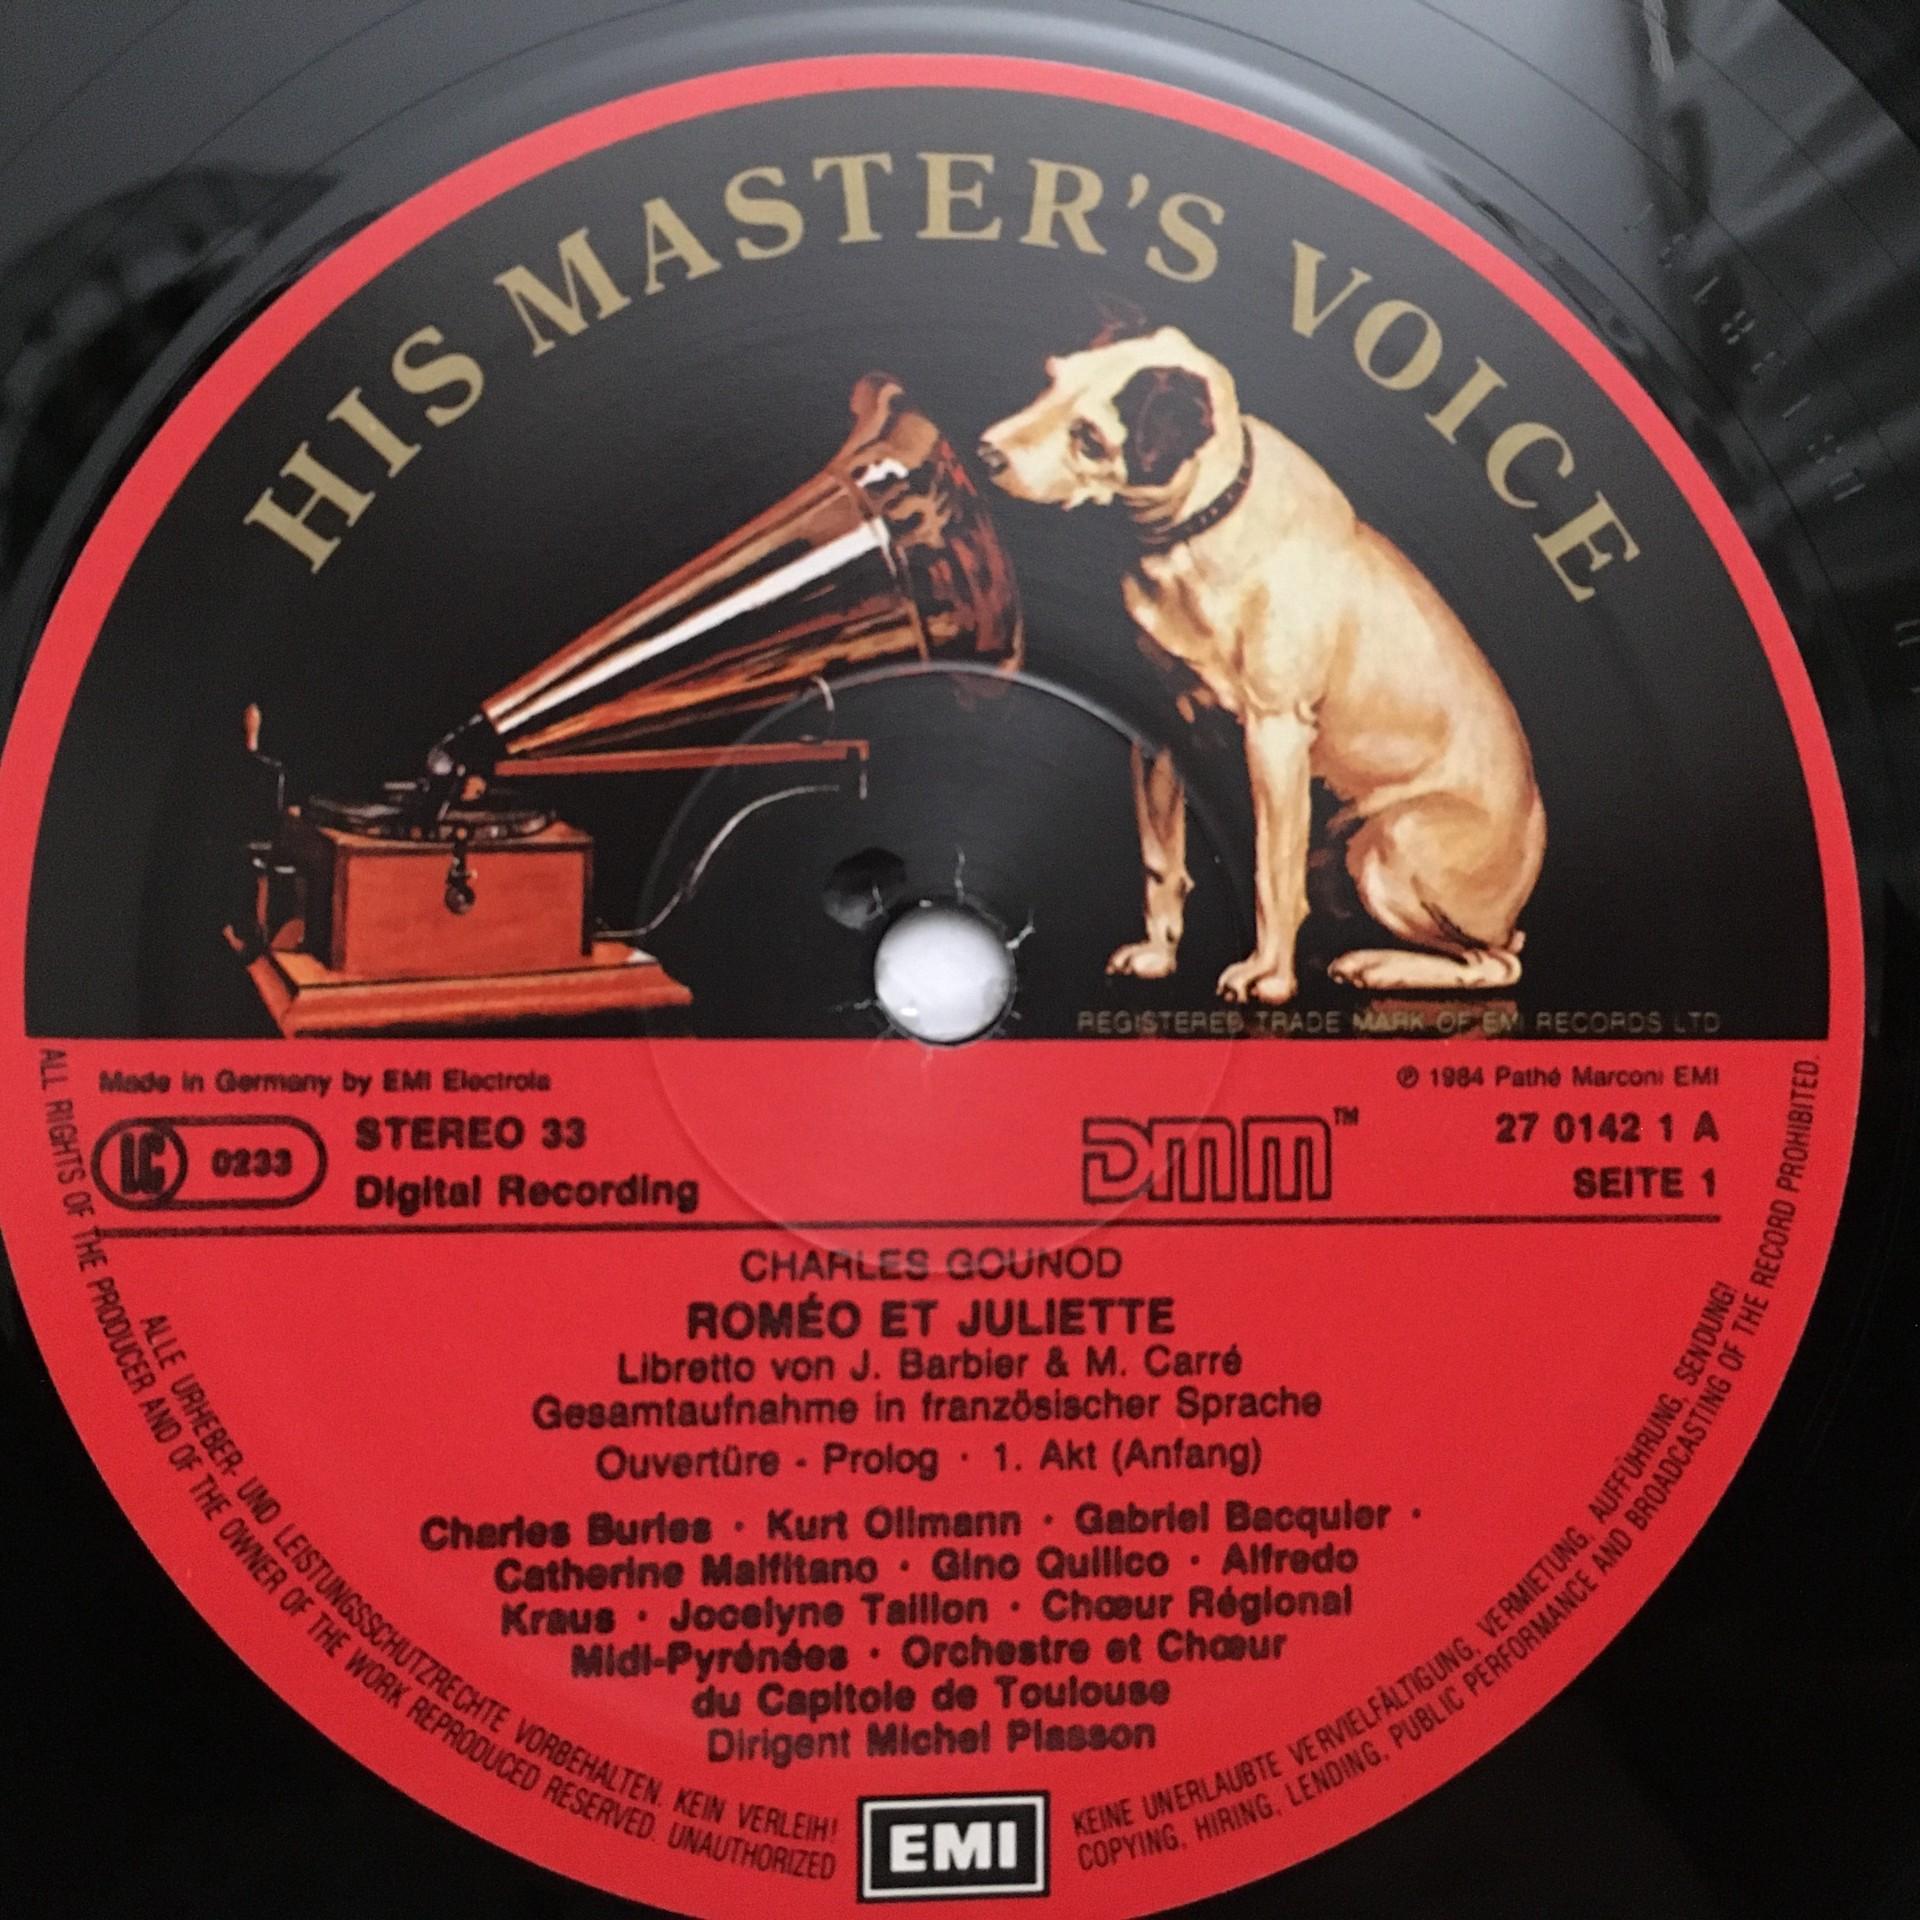 HIS MASTER'S VOICE
REGISTERED TRADE MARK OF EMI RECORDS LTD
Made in Germany by EMI Electrola
℗ 1984 Pathé Marconi EMI
LC 0233
STEREO 33
Digital Recording
DMM™
27 0142 1 A
SEITE 1
CHARLES GOUNOD
ROMÉO ET JULIETTE
Libretto von J. Barbier & M. Carré
Gesamtaufnahme in französischer Sprache
Ouvertüre - Prolog · 1. Akt (Anfang)
Charles Burles · Kurt Ollmann · Gabriel Bacquier ·
Catherine Malfitano · Gino Quilico · Alfredo
Kraus · Jocelyne Taillon · Chœur Régional
Midi-Pyrénées · Orchestre et Chœur
du Capitole de Toulouse
Dirigent Michel Plasson
EMI
ALLE URHEBER- UND LEISTUNGSSCHUTZRECHTE VORBEHALTEN. KEIN VERLEIH!
KEINE UNERLAUBTE VERVIELFÄLTIGUNG, VERMIETUNG, AUFFÜHRUNG, SENDUNG!
ALL RIGHTS OF THE PRODUCER AND OF THE OWNER OF THE WORK REPRODUCED RESERVED. UNAUTHORIZED
COPYING, HIRING, LENDING, PUBLIC PERFORMANCE AND BROADCASTING OF THE RECORD PROHIBITED.